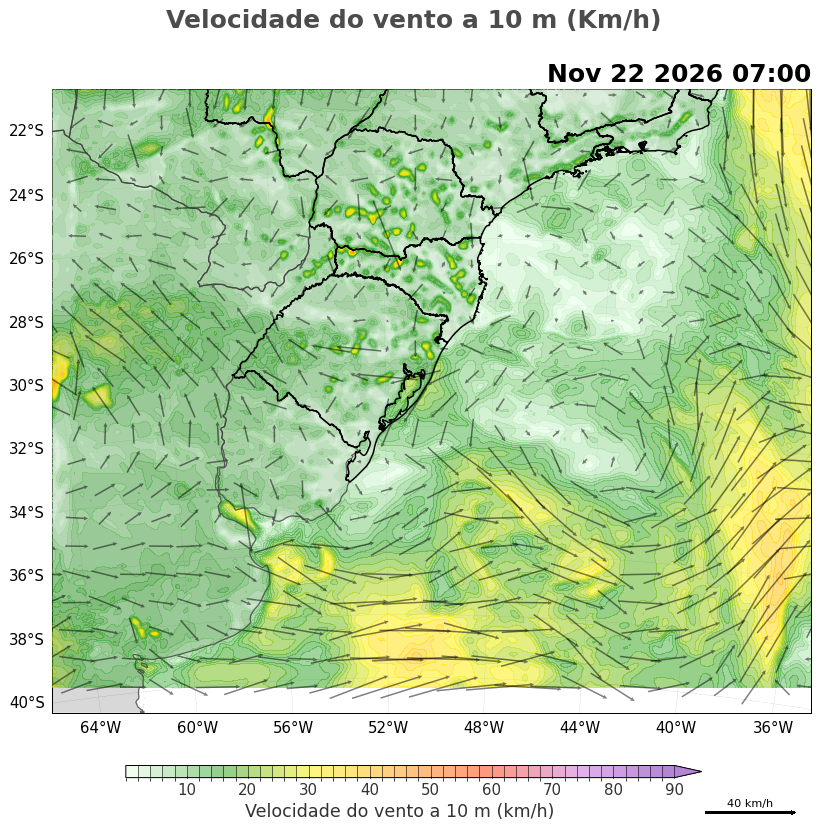 Velocidade do vento a 10 m (Km/h)
Nov 22 2026 07:00
22°S
24°S
26°S
28°S
30°S
32°S
34°S
36°S
38°S
40°S
64°W 60°W 56°W 52°W 48°W 44°W 40°W 36°W
10 20 30 40 50 60 70 80 90
Velocidade do vento a 10 m (km/h)
40 km/h